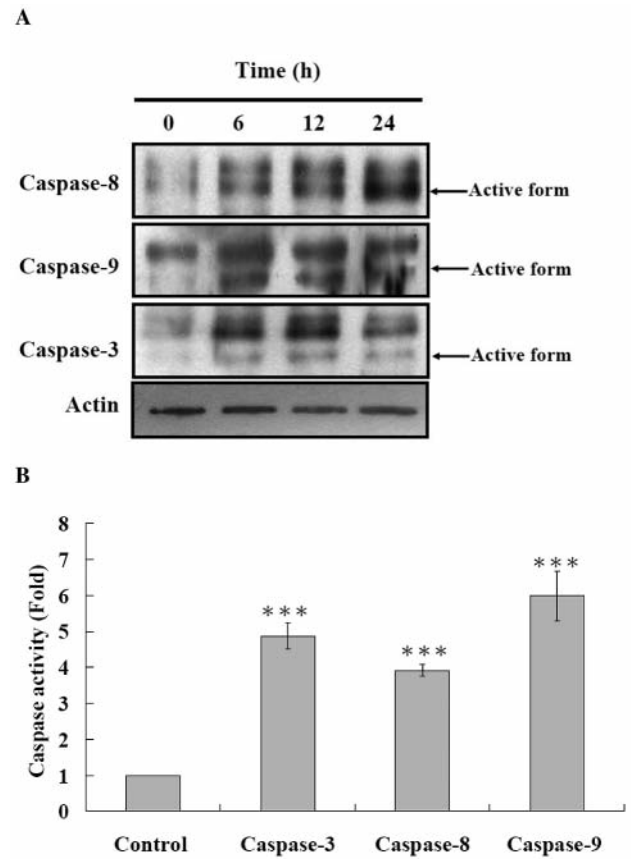 A
Time (h)
0 6 12 24
Caspase-8
Active form
Caspase-9
Active form
Caspase-3
Active form
Actin
B
Caspase activity (Fold)
8
7
6
5
4
3
2
1
0
***
***
***
Control Caspase-3 Caspase-8 Caspase-9